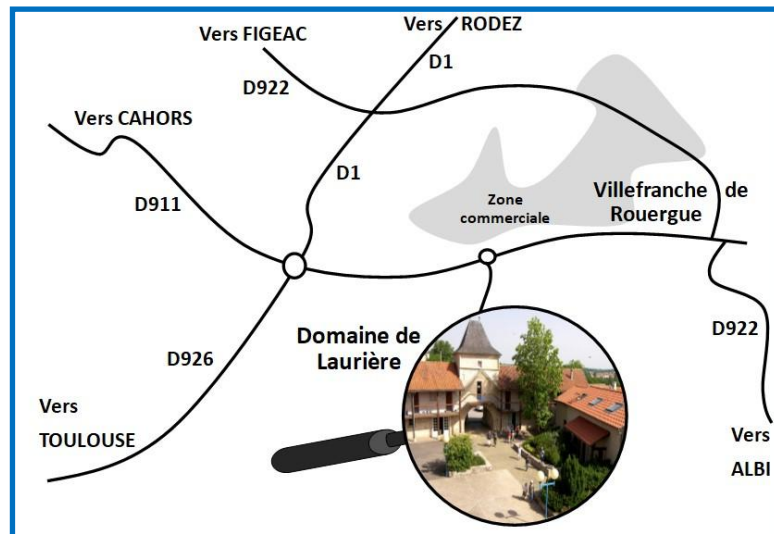 Vers RODEZ
Vers FIGEAC
D1
D922
Vers CAHORS
D1
Villefranche de
Rouergue
Zone
commerciale
D911
D922
Domaine de
Laurière
D926
Vers
TOULOUSE
Vers
ALBI